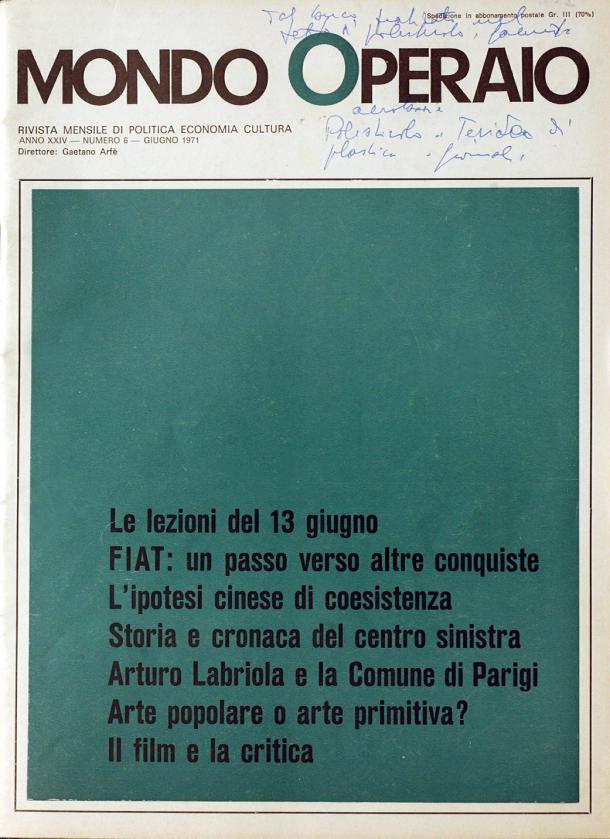 Spedizione in abbonamento postale Gr. III (70%)
MONDO OPERAIO
RIVISTA MENSILE DI POLITICA ECONOMIA CULTURA
ANNO XXIV — NUMERO 6 — GIUGNO 1971
Direttore: Gaetano Arfè
plastica
Le lezioni del 13 giugno
FIAT: un passo verso altre conquiste
L'ipotesi cinese di coesistenza
Storia e cronaca del centro sinistra
Arturo Labriola e la Comune di Parigi
Arte popolare o arte primitiva?
Il film e la critica